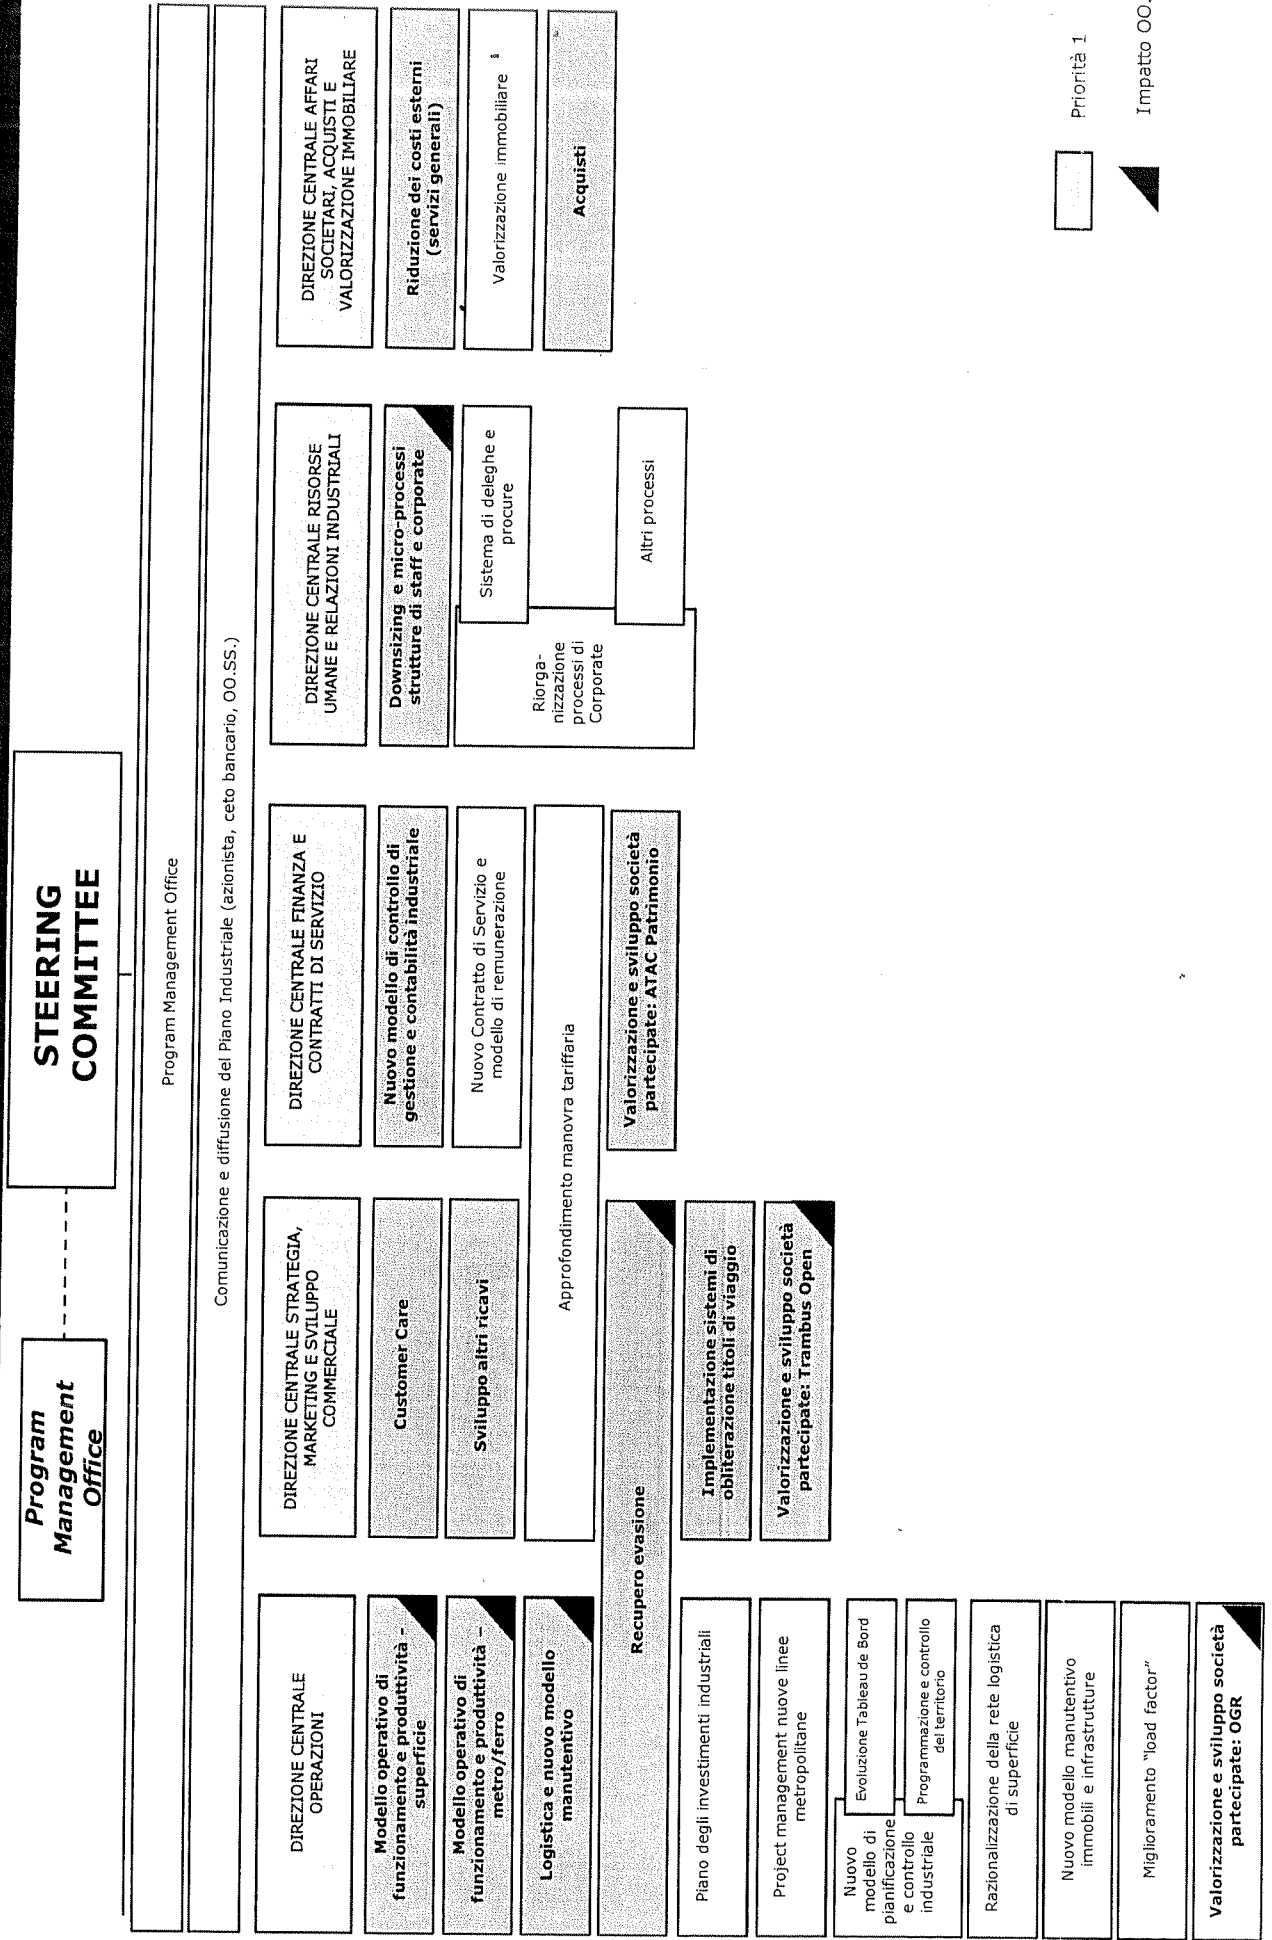 STEERING
COMMITTEE
Program
Management
Office
Program Management Office
Comunicazione e diffusione del Piano Industriale (azionista, ceto bancario, OO.SS.)
DIREZIONE CENTRALE
OPERAZIONI
Modello operativo di
funzionamento e produttività –
superficie
Modello operativo di
funzionamento e produttività –
metro/ferro
Logistica e nuovo modello
manutentivo
Recupero evasione
Piano degli investimenti industriali
Project management nuove linee
metropolitane
Nuovo
modello di
pianificazione
e controllo
industriale
Evoluzione Tableau de Bord
Programmazione e controllo
del territorio
Razionalizzazione della rete logistica
di superficie
Nuovo modello manutentivo
immobili e infrastrutture
Miglioramento “load factor”
Valorizzazione e sviluppo società
partecipate: OGR
DIREZIONE CENTRALE STRATEGIA,
MARKETING E SVILUPPO
COMMERCIALE
Customer Care
Sviluppo altri ricavi
Approfondimento manovra tariffaria
Implementazione sistemi di
obliterazione titoli di viaggio
Valorizzazione e sviluppo società
partecipate: Trambus Open
DIREZIONE CENTRALE FINANZA E
CONTRATTI DI SERVIZIO
Nuovo modello di controllo di
gestione e contabilità industriale
Nuovo Contratto di Servizio e
modello di remunerazione
Valorizzazione e sviluppo società
partecipate: ATAC Patrimonio
DIREZIONE CENTRALE RISORSE
UMANE E RELAZIONI INDUSTRIALI
Downsizing e micro-processi
strutture di staff e corporate
Riorga-
nizzazione
processi di
Corporate
Sistema di deleghe e
procure
Altri processi
DIREZIONE CENTRALE AFFARI
SOCIETARI, ACQUISTI E
VALORIZZAZIONE IMMOBILIARE
Riduzione dei costi esterni
(servizi generali)
Valorizzazione immobiliare
Acquisti
Priorità 1
Impatto OO.